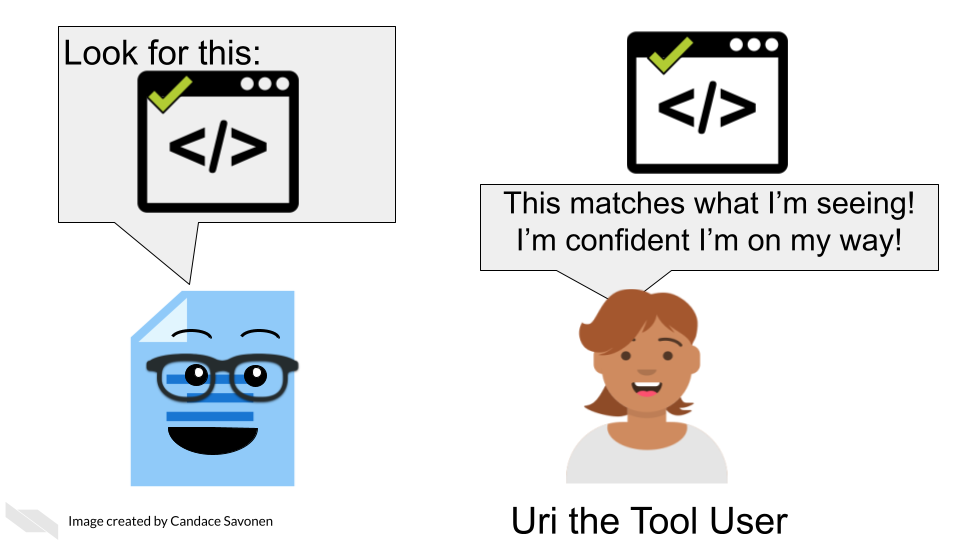 Look for this:
</>
</>
This matches what I’m seeing!
I’m confident I’m on my way!
Image created by Candace Savonen
Uri the Tool User